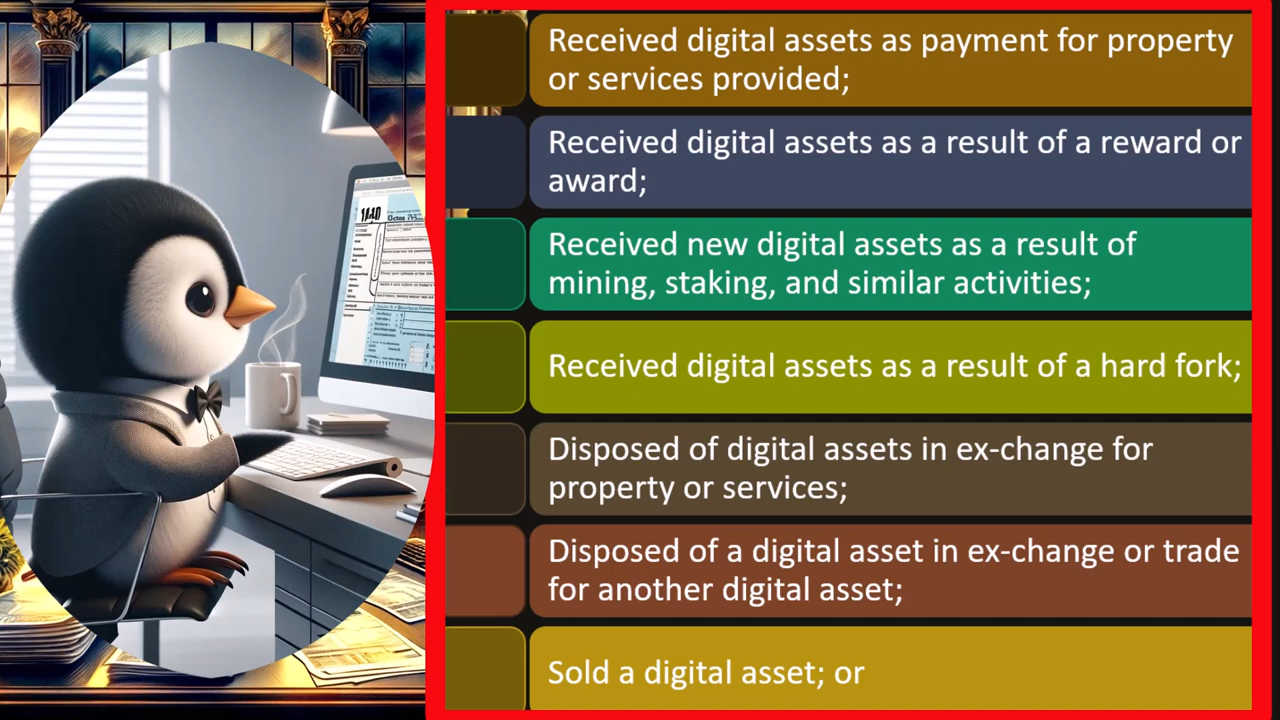 Received digital assets as payment for property
or services provided;
Received digital assets as a result of a reward or
award;
Received new digital assets as a result of
mining, staking, and similar activities;
Received digital assets as a result of a hard fork;
Disposed of digital assets in ex-change for
property or services;
Disposed of a digital asset in ex-change or trade
for another digital asset;
Sold a digital asset; or